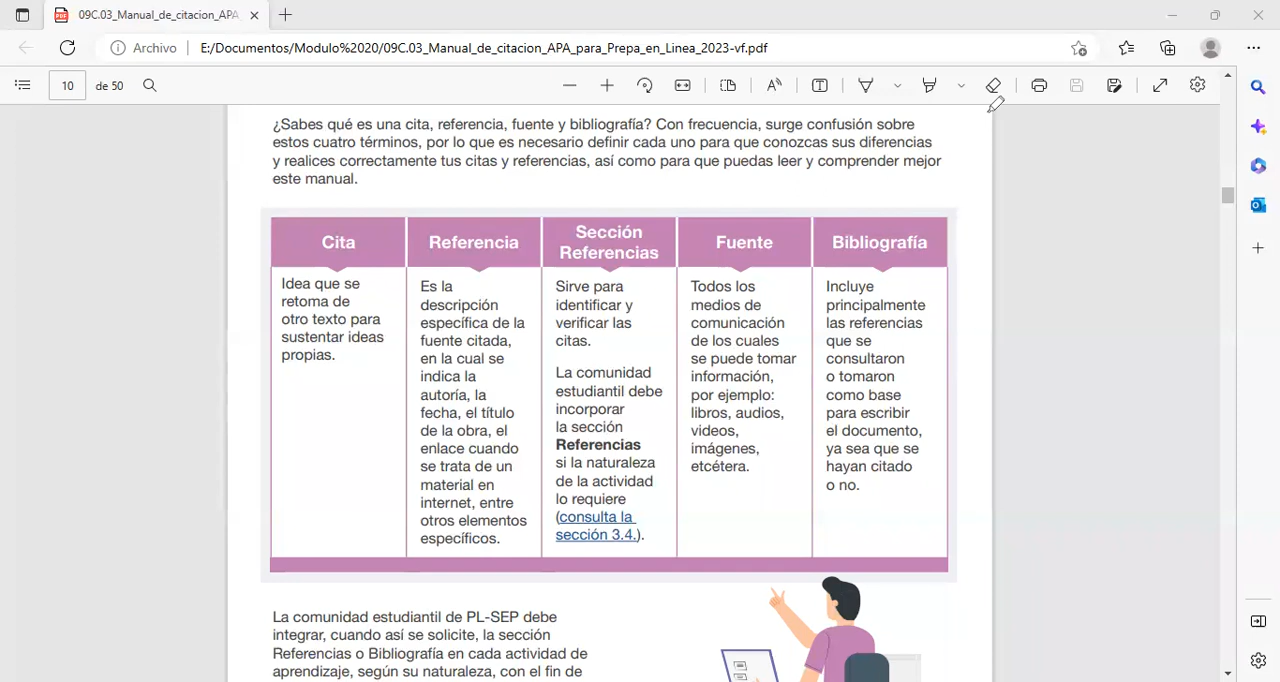 09C.03_Manual_de_citacion_APA_
Archivo
E:/Documentos/Modulo%2020/09C.03_Manual_de_citacion_APA_para_Prepa_en_Linea_2023-vf.pdf
10
de 50
¿Sabes qué es una cita, referencia, fuente y bibliografía? Con frecuencia, surge confusión sobre
estos cuatro términos, por lo que es necesario definir cada uno para que conozcas sus diferencias
y realices correctamente tus citas y referencias, así como para que puedas leer y comprender mejor
este manual.
Cita
Idea que se
retoma de
otro texto para
sustentar ideas
propias.
Referencia
Es la
descripción
específica de la
fuente citada,
en la cual se
indica la
autoría, la
fecha, el título
de la obra, el
enlace cuando
se trata de un
material en
internet, entre
otros elementos
específicos.
Sección
Referencias
Sirve para
identificar y
verificar las
citas.
La comunidad
estudiantil debe
incorporar
la sección
Referencias
si la naturaleza
de la actividad
lo requiere
(consulta la
sección 3.4.).
Fuente
Todos los
medios de
comunicación
de los cuales
se puede tomar
información,
por ejemplo:
libros, audios,
videos,
imágenes,
etcétera.
Bibliografía
Incluye
principalmente
las referencias
que se
consultaron
o tomaron
como base
para escribir
el documento,
ya sea que se
hayan citado
o no.
La comunidad estudiantil de PL-SEP debe
integrar, cuando así se solicite, la sección
Referencias o Bibliografía en cada actividad de
aprendizaje, según su naturaleza, con el fin de